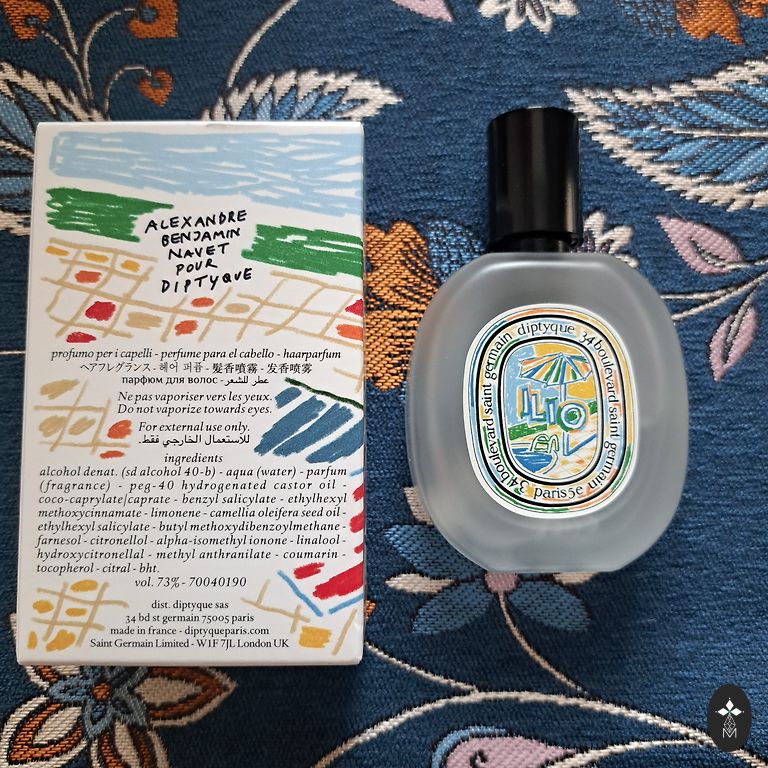 ALEXANDRE
BENJAMIN
NAVET
POUR
DIPTYQUE
profumo per i capelli - perfume para el cabello - haarparfum
ヘアフレグランス - 헤어 퍼퓸 - 髮香噴霧 - 发香喷雾
парфюм для волос - عطر للشعر
Ne pas vaporiser vers les yeux.
Do not vaporize towards eyes.
For external use only.
للاستعمال الخارجي فقط.
ingredients
alcohol denat. (sd alcohol 40-b) - aqua (water) - parfum
(fragrance) - peg-40 hydrogenated castor oil -
coco-caprylate|caprate - benzyl salicylate - ethylhexyl
methoxycinnamate - limonene - camellia oleifera seed oil -
ethylhexyl salicylate - butyl methoxydibenzoylmethane -
farnesol - citronellol - alpha-isomethyl ionone - linalool -
hydroxycitronellal - methyl anthranilate - coumarin -
tocopherol - citral - bht.
vol. 73% - 70040190
dist. diptyque sas
34 bd st germain 75005 paris
made in france - diptyqueparis.com
Saint Germain Limited - W1F 7JL London UK
diptyque 34 boulevard saint germain
ILIO
34 boulevard saint germain
paris 5e
M